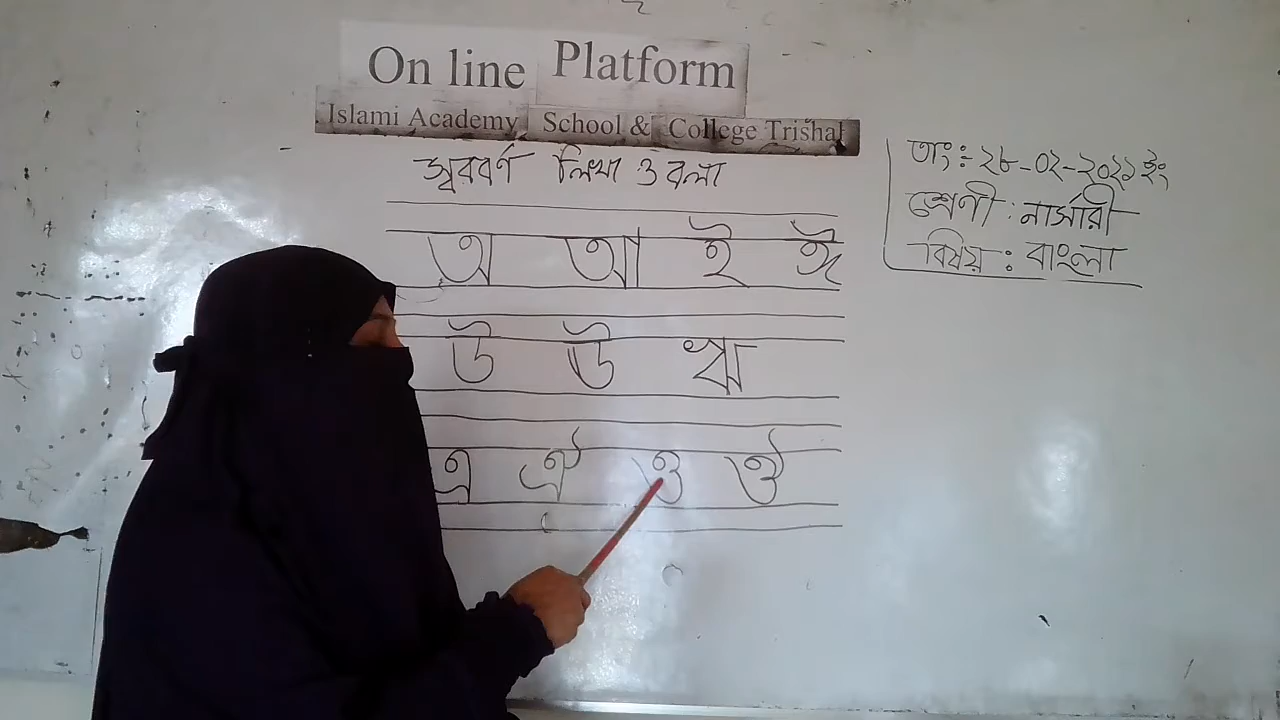 On line Platform
Islami Academy School & College Trishal
স্বরবর্ণ লিখা ও বলা
অ আ ই ঈ
উ ঊ ঋ
এ ঐ ও ঔ
তাং : ২৮-০২-২০২১ ইং
শ্রেণী : নার্সারী
বিষয় : বাংলা